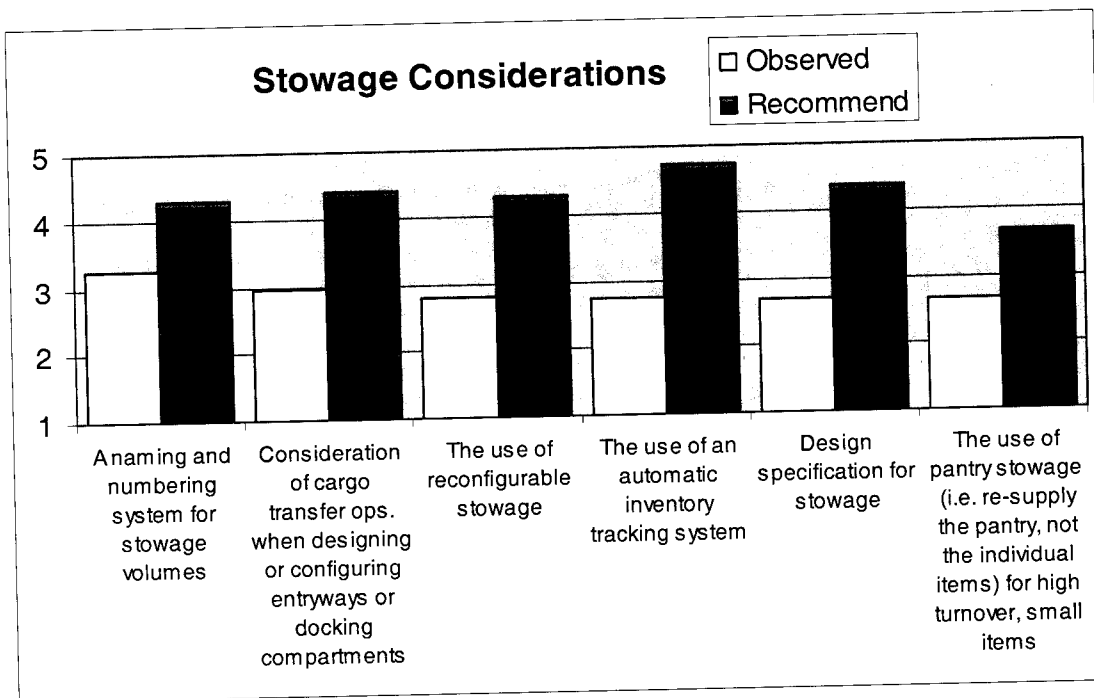 Stowage Considerations
Observed
Recommend
5
4
3
2
1
A naming and
numbering
system for
stowage
volumes
Consideration
of cargo
transfer ops.
when designing
or configuring
entryways or
docking
compartments
The use of
reconfigurable
stowage
The use of an
automatic
inventory
tracking system
Design
specification for
stowage
The use of
pantry stowage
(i.e. re-supply
the pantry, not
the individual
items) for high
turnover, small
items